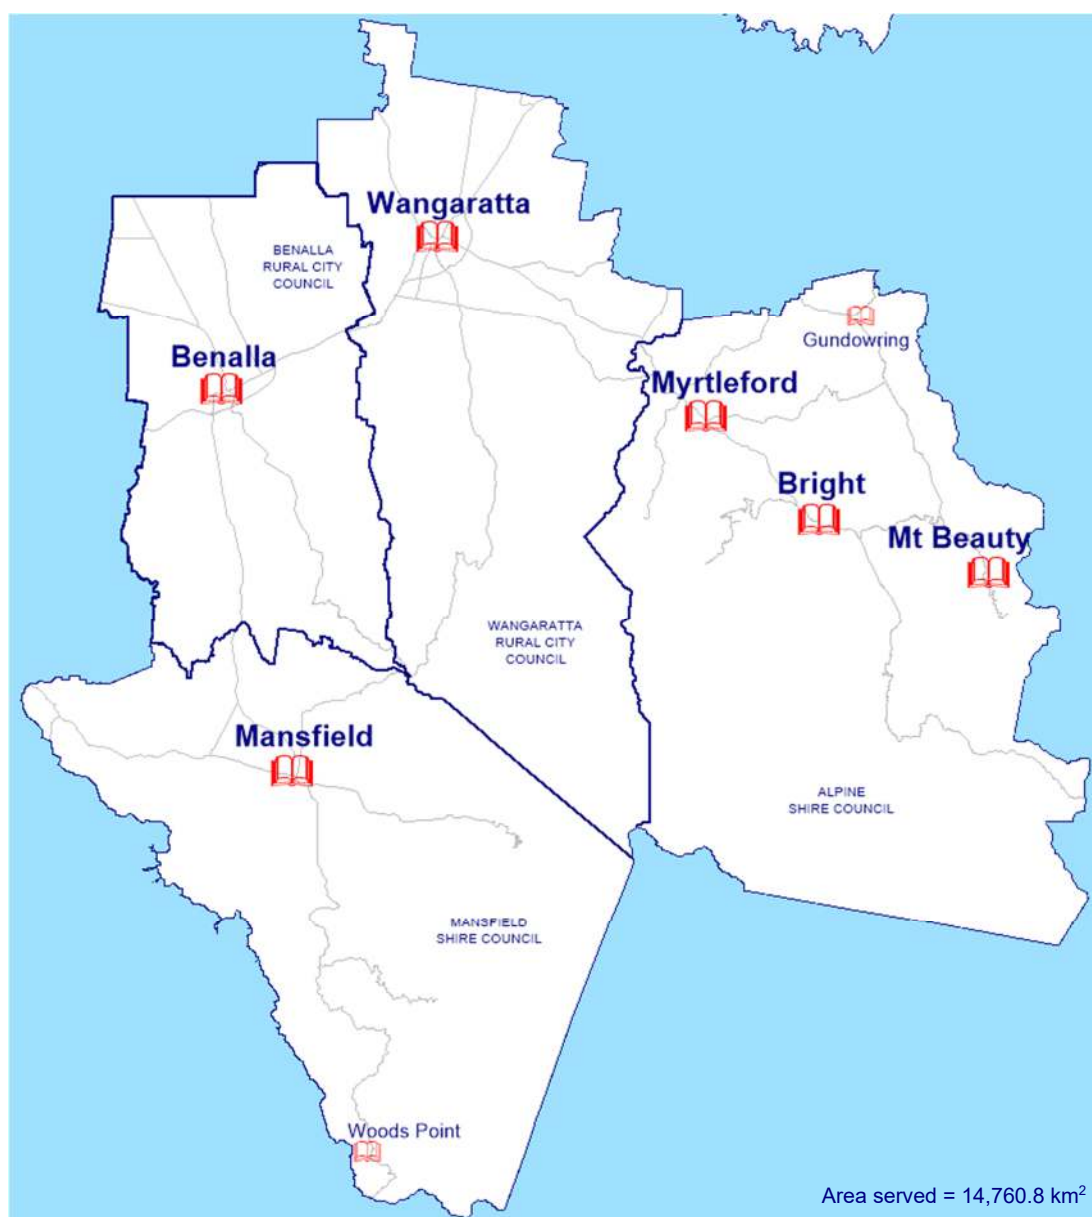 Wangaratta
BENALLA
RURAL CITY
COUNCIL
Gundowring
Benalla
Myrtleford
Bright
Mt Beauty
WANGARATTA
RURAL CITY
COUNCIL
Mansfield
ALPINE
SHIRE COUNCIL
MANSFIELD
SHIRE COUNCIL
Woods Point
Area served = 14,760.8 km²